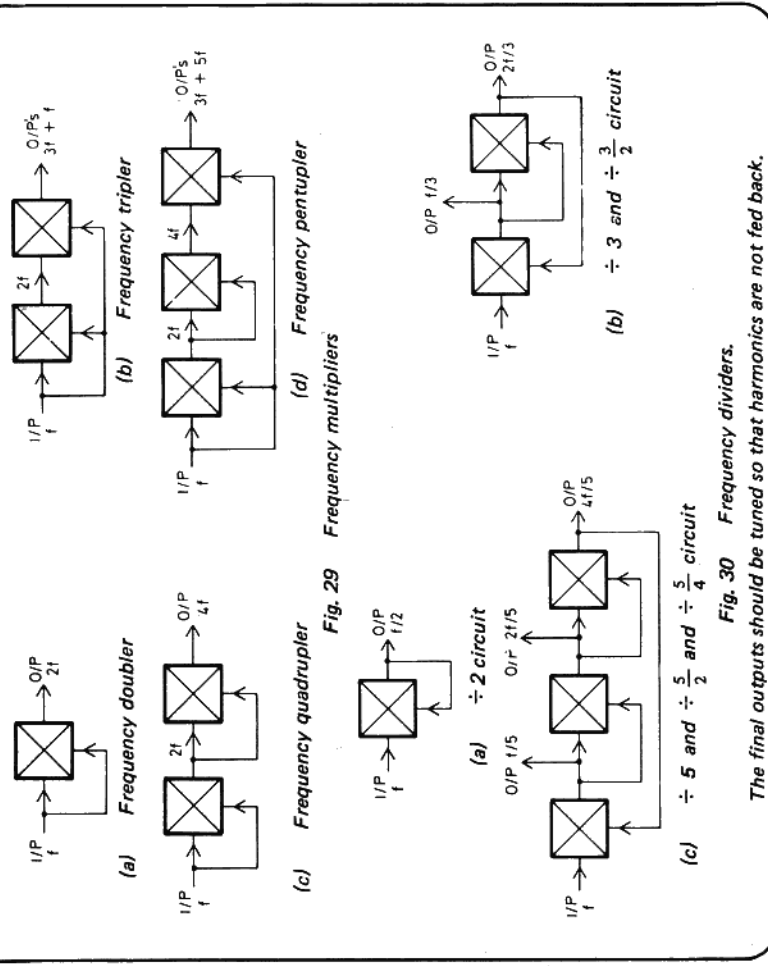 I/P
f
O/P
2f
(a) Frequency doubler
I/P
f
2f
O/P's
3f + f
(b) Frequency tripler
I/P
f
2f
O/P
4f
(c) Frequency quadrupler
I/P
f
2f
4f
O/P's
3f + 5f
(d) Frequency pentupler
Fig. 29 Frequency multipliers
I/P
f
O/P
f/2
(a) ÷ 2 circuit
I/P
f
O/P f/3
O/P
2f/3
(b) ÷ 3 and ÷ 3/2 circuit
I/P
f
O/P f/5
O/P 2f/5
O/P
4f/5
(c) ÷ 5 and ÷ 5/2 and ÷ 5/4 circuit
Fig. 30 Frequency dividers.
The final outputs should be tuned so that harmonics are not fed back.